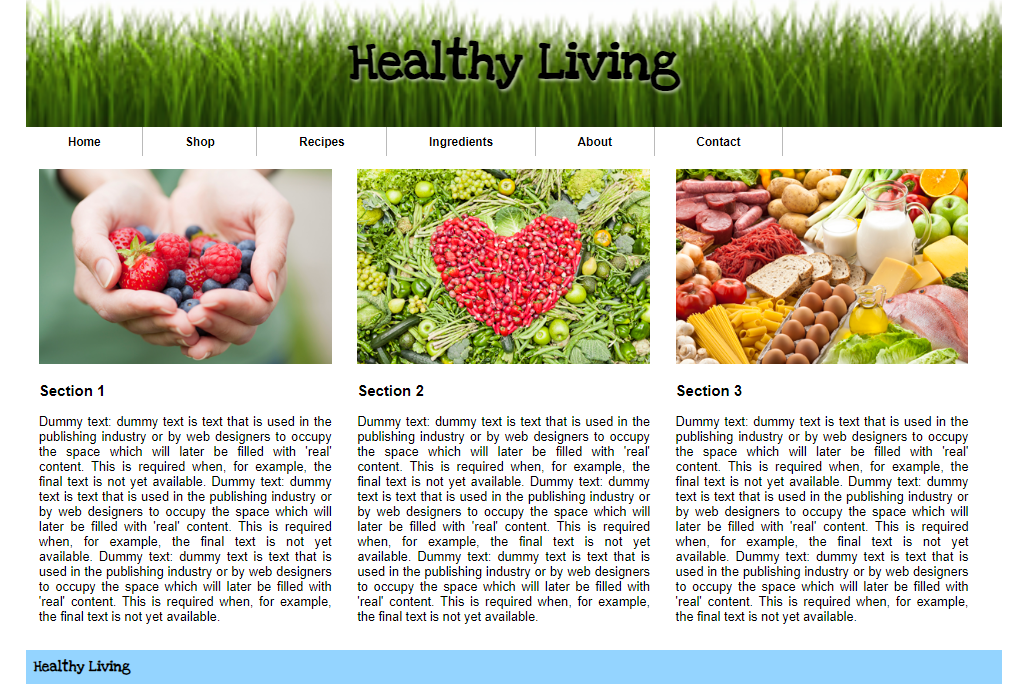 Healthy Living
Home Shop Recipes Ingredients About Contact
Section 1
Dummy text: dummy text is text that is used in the
publishing industry or by web designers to occupy
the space which will later be filled with 'real'
content. This is required when, for example, the
final text is not yet available. Dummy text: dummy
text is text that is used in the publishing industry or
by web designers to occupy the space which will
later be filled with 'real' content. This is required
when, for example, the final text is not yet
available. Dummy text: dummy text is text that is
used in the publishing industry or by web designers
to occupy the space which will later be filled with
'real' content. This is required when, for example,
the final text is not yet available.
Section 2
Dummy text: dummy text is text that is used in the
publishing industry or by web designers to occupy
the space which will later be filled with 'real'
content. This is required when, for example, the
final text is not yet available. Dummy text: dummy
text is text that is used in the publishing industry or
by web designers to occupy the space which will
later be filled with 'real' content. This is required
when, for example, the final text is not yet
available. Dummy text: dummy text is text that is
used in the publishing industry or by web designers
to occupy the space which will later be filled with
'real' content. This is required when, for example,
the final text is not yet available.
Section 3
Dummy text: dummy text is text that is used in the
publishing industry or by web designers to occupy
the space which will later be filled with 'real'
content. This is required when, for example, the
final text is not yet available. Dummy text: dummy
text is text that is used in the publishing industry or
by web designers to occupy the space which will
later be filled with 'real' content. This is required
when, for example, the final text is not yet
available. Dummy text: dummy text is text that is
used in the publishing industry or by web designers
to occupy the space which will later be filled with
'real' content. This is required when, for example,
the final text is not yet available.
Healthy Living